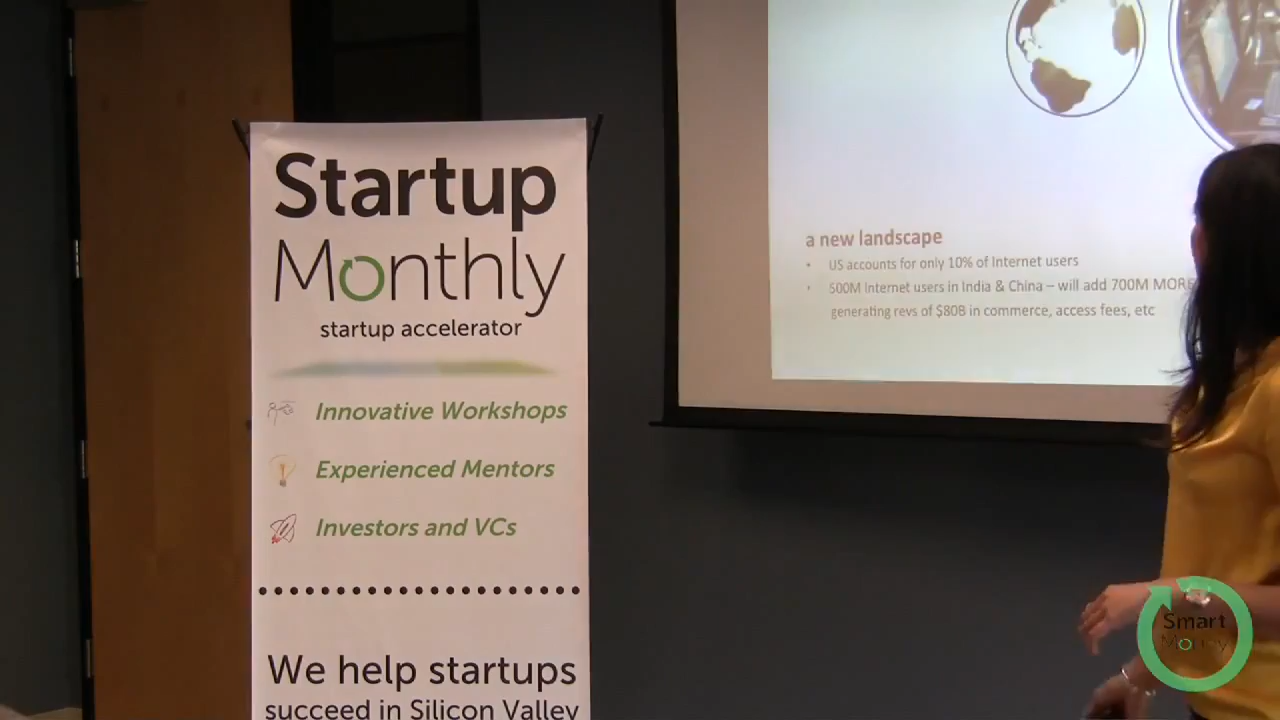 Startup
Monthly
startup accelerator
Innovative Workshops
Experienced Mentors
Investors and VCs
We help startups
succeed in Silicon Valley
a new landscape
• US accounts for only 10% of Internet users
• 500M Internet users in India & China – will add 700M MORE
generating revs of $80B in commerce, access fees, etc
Smart
Money